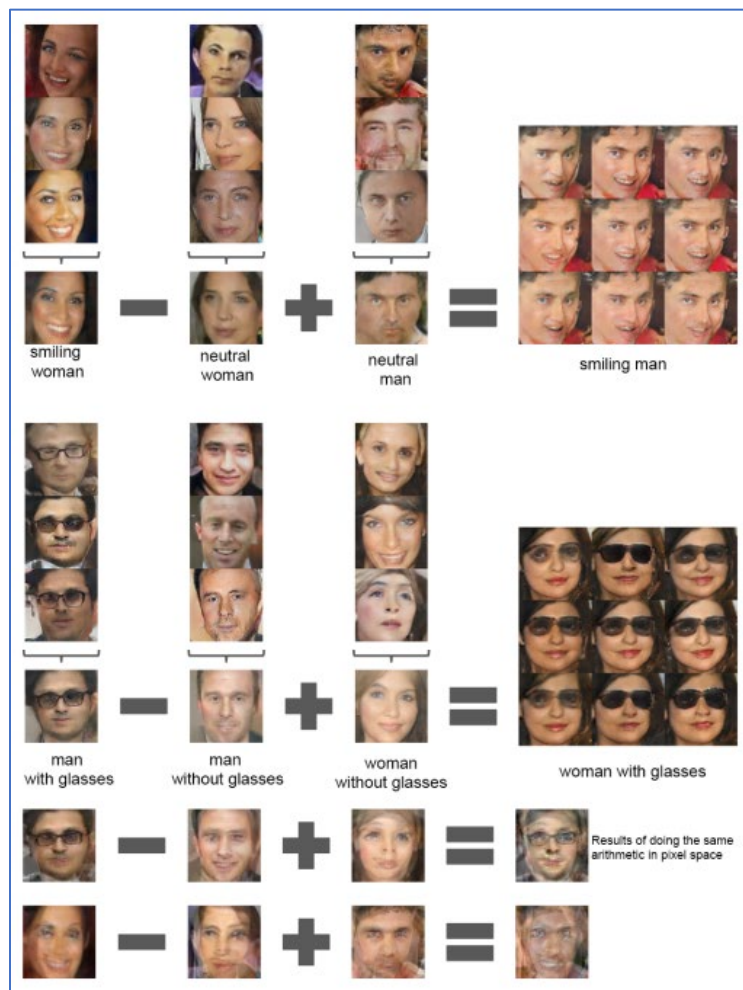 smiling
woman
neutral
woman
neutral
man
smiling man
man
with glasses
man
without glasses
woman
without glasses
woman with glasses
Results of doing the same
arithmetic in pixel space